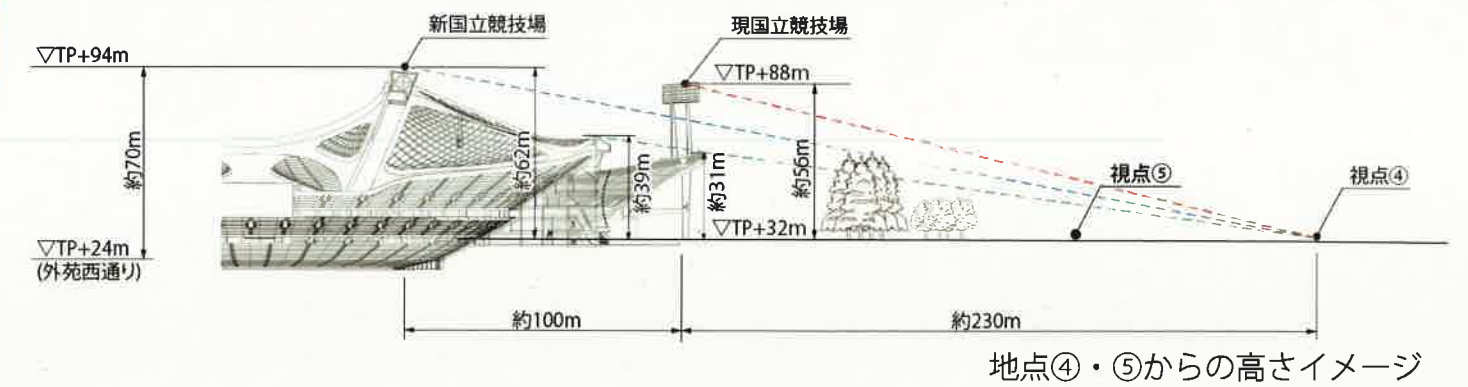 新国立競技場
現国立競技場
▽TP+94m
▽TP+88m
約70m
約62m
約39m
約31m
約56m
視点⑤
視点④
▽TP+32m
▽TP+24m
(外苑西通り)
約100m
約230m
地点④・⑤からの高さイメージ